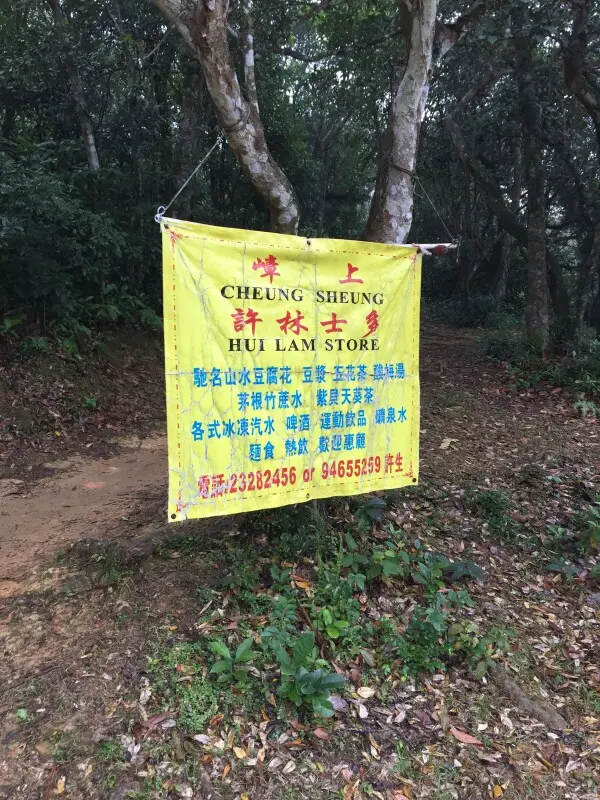 嶂上
CHEUNG SHEUNG
許林士多
HUI LAM STORE
馳名山水豆腐花 豆漿 五花茶 酸梅湯
茅根竹蔗水 紫貝天葵茶
各式冰凍汽水 啤酒 運動飲品 礦泉水
麵食 熱飲 歡迎惠顧
電話:23282456 or 94655259 許生